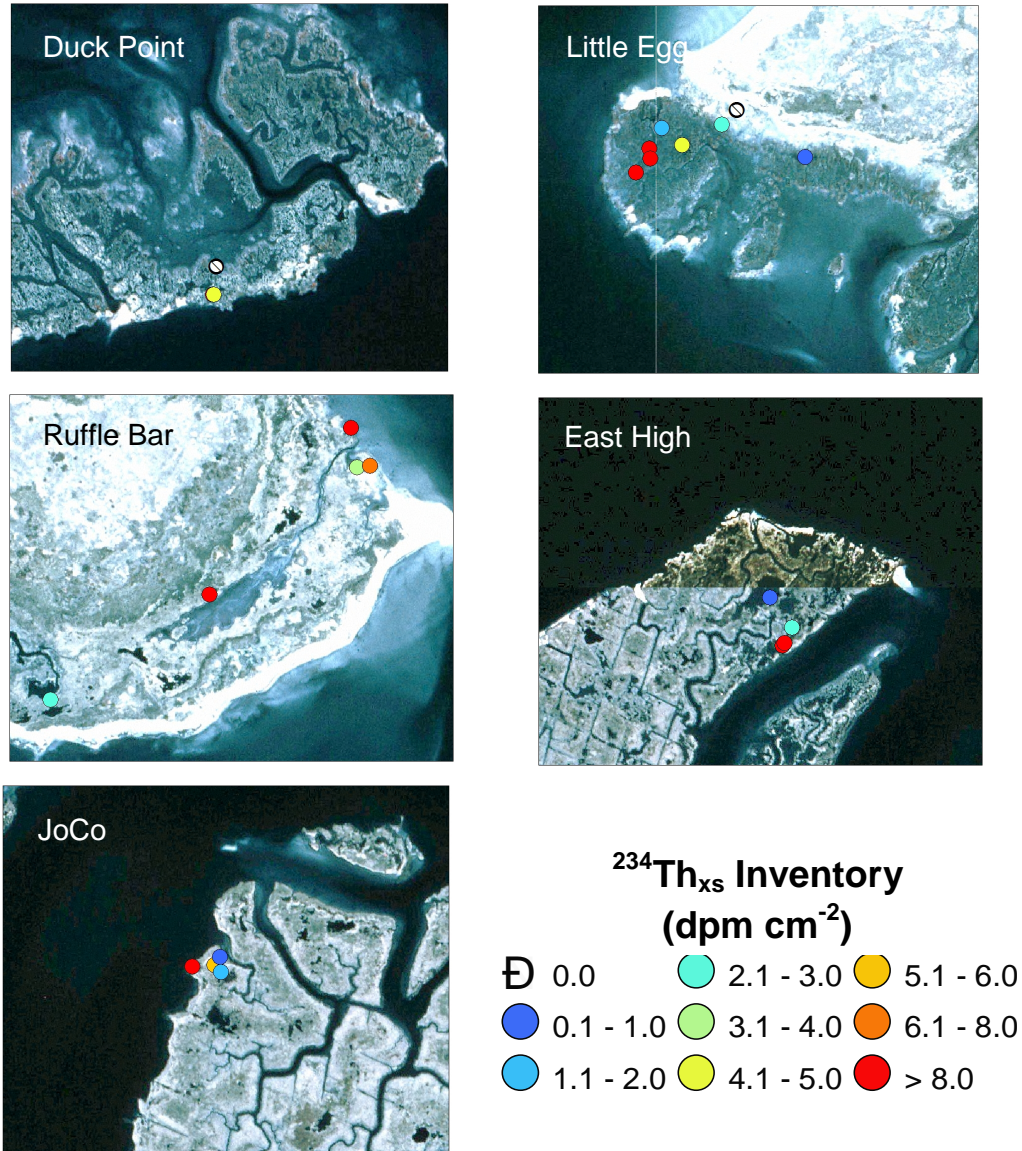 Duck Point
Little Egg
Ruffle Bar
East High
JoCo
²³⁴Thₓₛ Inventory
(dpm cm⁻²)
Ð 0.0
2.1 - 3.0
5.1 - 6.0
0.1 - 1.0
3.1 - 4.0
6.1 - 8.0
1.1 - 2.0
4.1 - 5.0
> 8.0